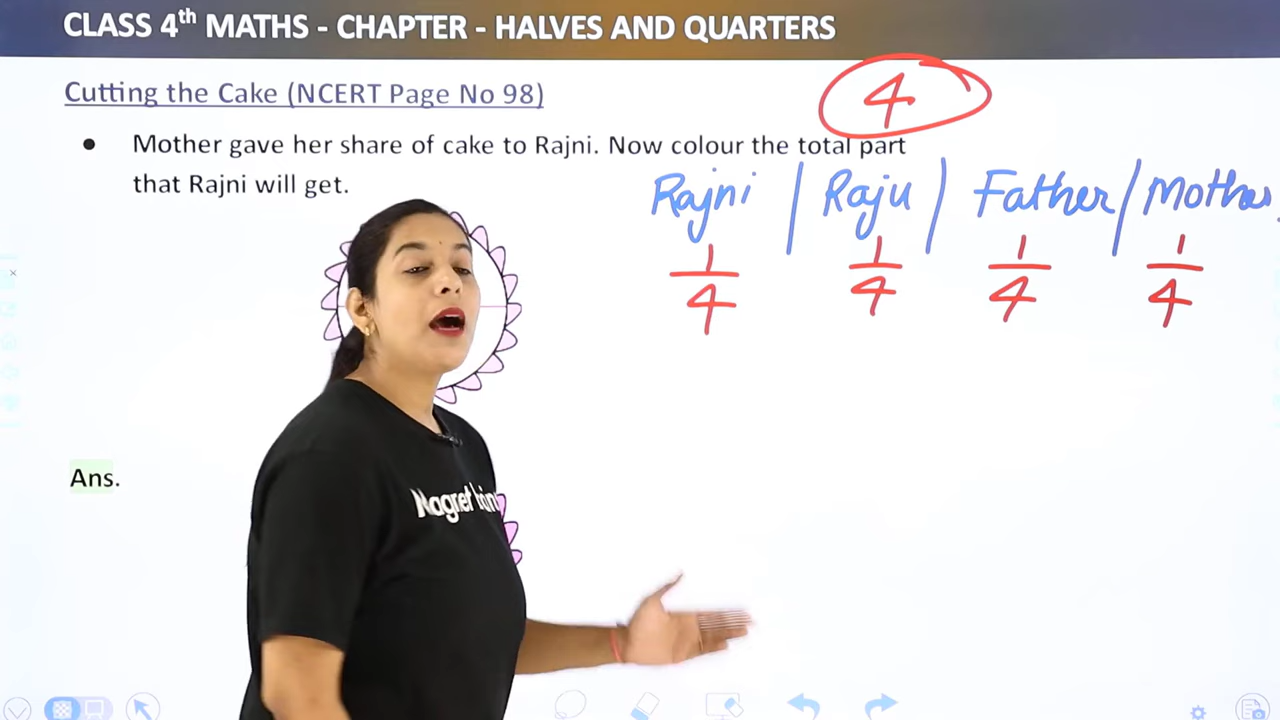 CLASS 4th MATHS - CHAPTER - HALVES AND QUARTERS
Cutting the Cake (NCERT Page No 98)
4
● Mother gave her share of cake to Rajni. Now colour the total part
that Rajni will get.
Rajni / Raju / Father / Mother
1/4 1/4 1/4 1/4
Ans.
Magnet